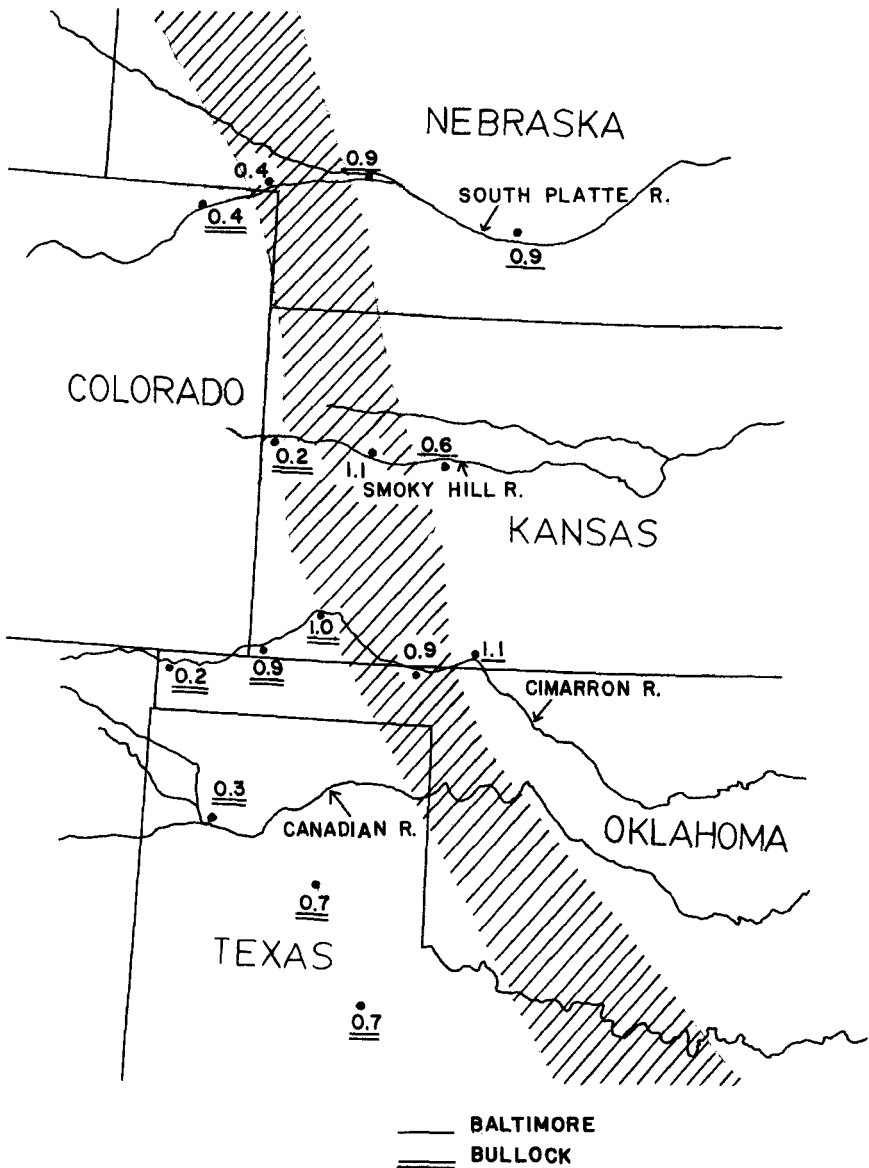 NEBRASKA
0.9
0.4
SOUTH PLATTE R.
0.4
0.9
COLORADO
0.6
0.2
1.1
SMOKY HILL R.
KANSAS
1.0
0.9
1.1
0.2
0.9
CIMARRON R.
0.3
CANADIAN R.
OKLAHOMA
0.7
TEXAS
0.7
BALTIMORE
BULLOCK